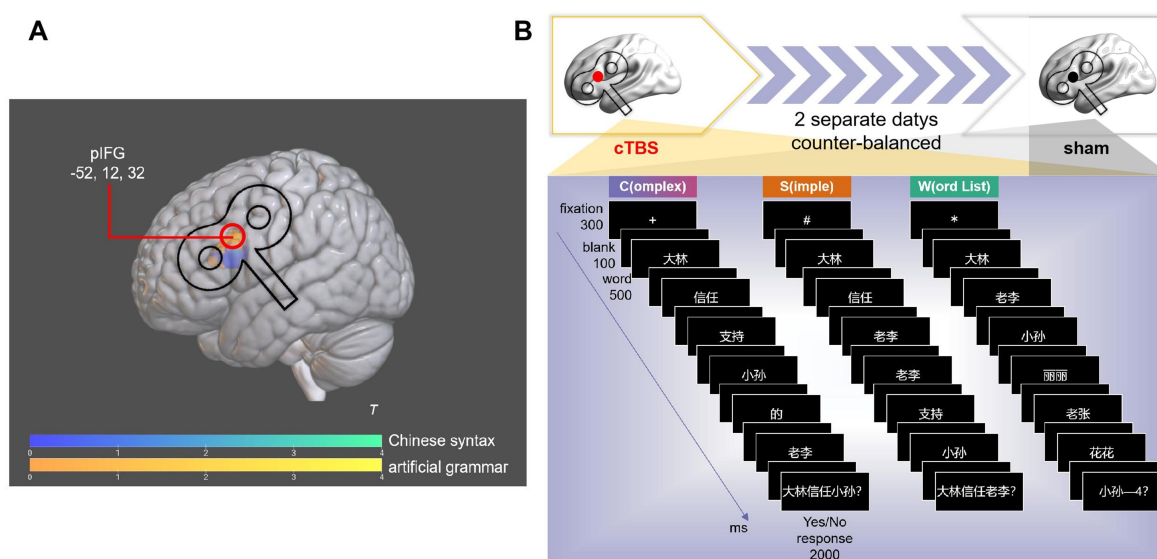 A
pIFG
-52, 12, 32
T
0 1 2 3 4
Chinese syntax
0 1 2 3 4
artificial grammar
B
cTBS
2 separate datys
counter-balanced
sham
C(omplex)
S(imple)
W(ord List)
fixation
300
blank
100
word
500
ms
+
大林
信任
支持
小孙
的
老李
大林信任小孙?
#
大林
信任
老李
老李
支持
小孙
大林信任老李?
*
大林
老李
小孙
丽丽
老张
花花
小孙—4?
Yes/No
response
2000